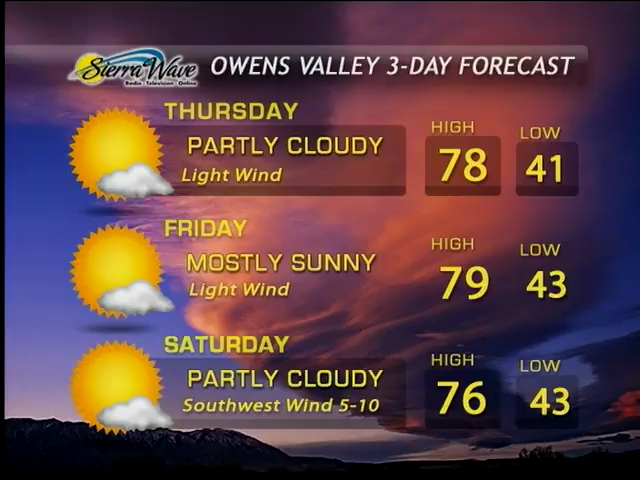 Sierra Wave
Radio Television Online
OWENS VALLEY 3-DAY FORECAST
THURSDAY
PARTLY CLOUDY
Light Wind
HIGH
78
LOW
41
FRIDAY
MOSTLY SUNNY
Light Wind
HIGH
79
LOW
43
SATURDAY
PARTLY CLOUDY
Southwest Wind 5-10
HIGH
76
LOW
43